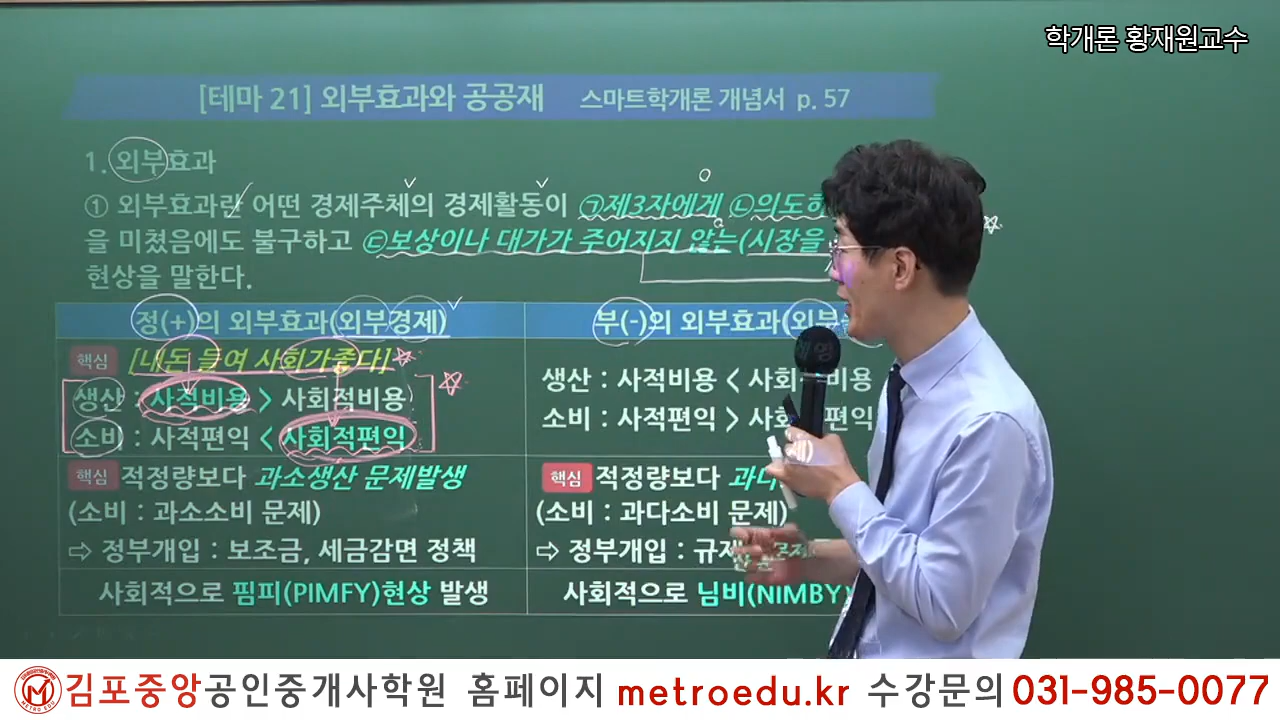 학개론 황재원교수
[테마 21] 외부효과와 공공재 스마트학개론 개념서 p. 57
1. 외부효과
① 외부효과란 어떤 경제주체의 경제활동이 ㉠제3자에게 ㉡의도하
을 미쳤음에도 불구하고 ㉢보상이나 대가가 주어지지 않는(시장을
현상을 말한다.
정(+)의 외부효과(외부경제)
핵심 [내돈 들여 사회가좋다]
생산 : 사적비용 > 사회적비용
소비 : 사적편익 < 사회적편익
핵심 적정량보다 과소생산 문제발생
(소비 : 과소소비 문제)
⇨ 정부개입 : 보조금, 세금감면 정책
사회적으로 핌피(PIMFY)현상 발생
부(-)의 외부효과(외부
생산 : 사적비용 < 사회적비용
소비 : 사적편익 > 사회적편익
핵심 적정량보다 과다
(소비 : 과다소비 문제)
⇨ 정부개입 : 규제,
사회적으로 님비(NIMBY)
METRO EDU
김포중앙공인중개사학원 홈페이지 metroedu.kr 수강문의 031-985-0077